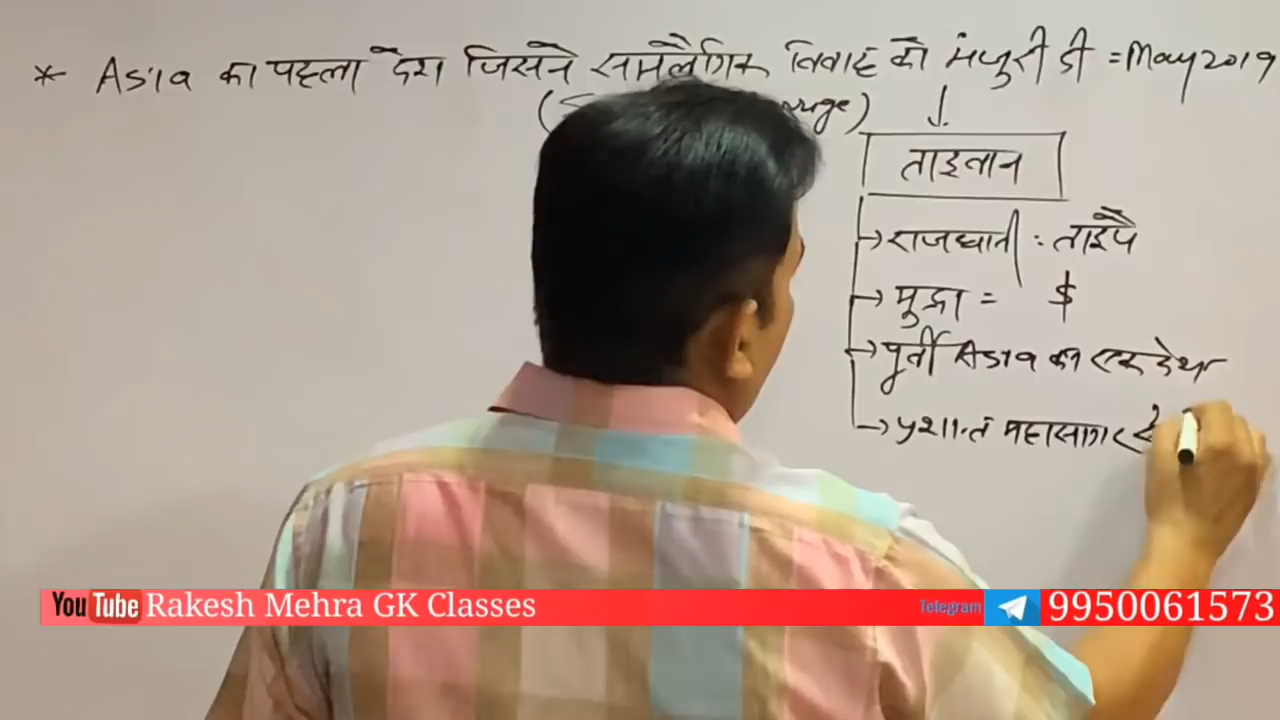 * Asia का पहला देश जिसने समलैंगिक विवाह को मंजुरी दी = May 2019
ताइवान
→ राजधानी : ताइपे
→ मुद्रा = $
→ पूर्वी Asia का एक देश
→ प्रशान्त महासागर
YouTube Rakesh Mehra GK Classes
Telegram 9950061573